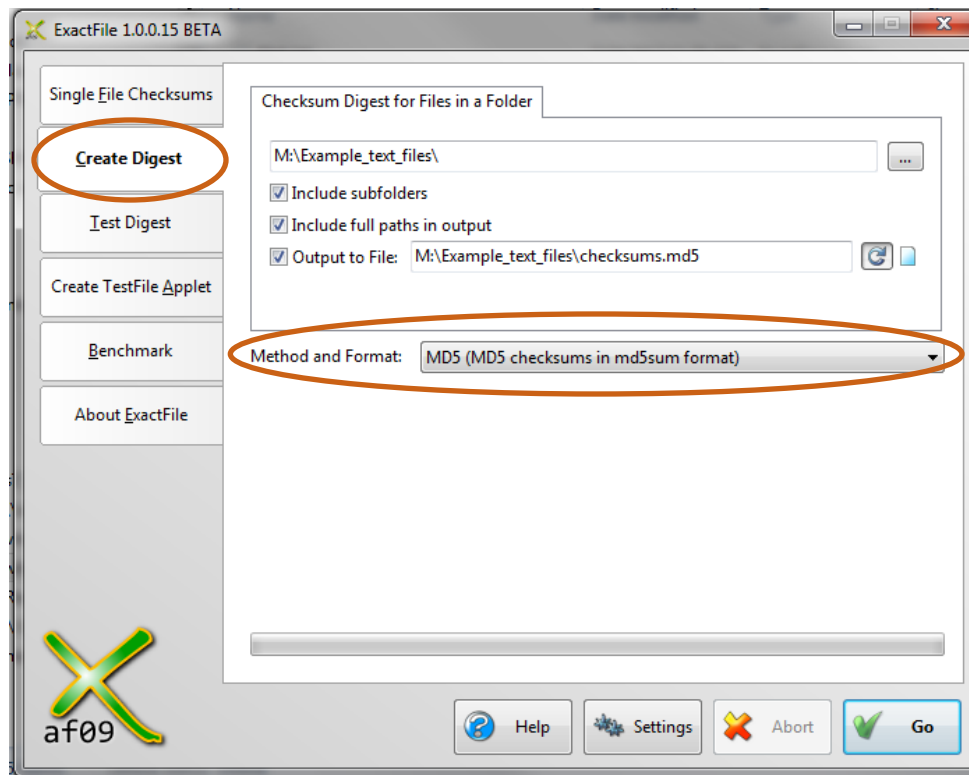 ExactFile 1.0.0.15 BETA
Single File Checksums
Create Digest
Test Digest
Create TestFile Applet
Benchmark
About ExactFile
Checksum Digest for Files in a Folder
M:\Example_text_files\
...
Include subfolders
Include full paths in output
Output to File: M:\Example_text_files\checksums.md5
Method and Format: MD5 (MD5 checksums in md5sum format)
af09
Help Settings Abort Go